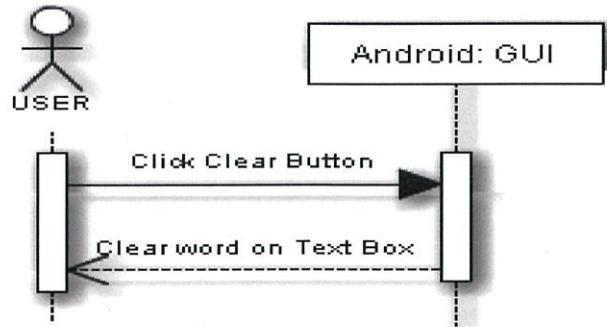 Android: GUI
USER
Click Clear Button
Clear word on Text Box